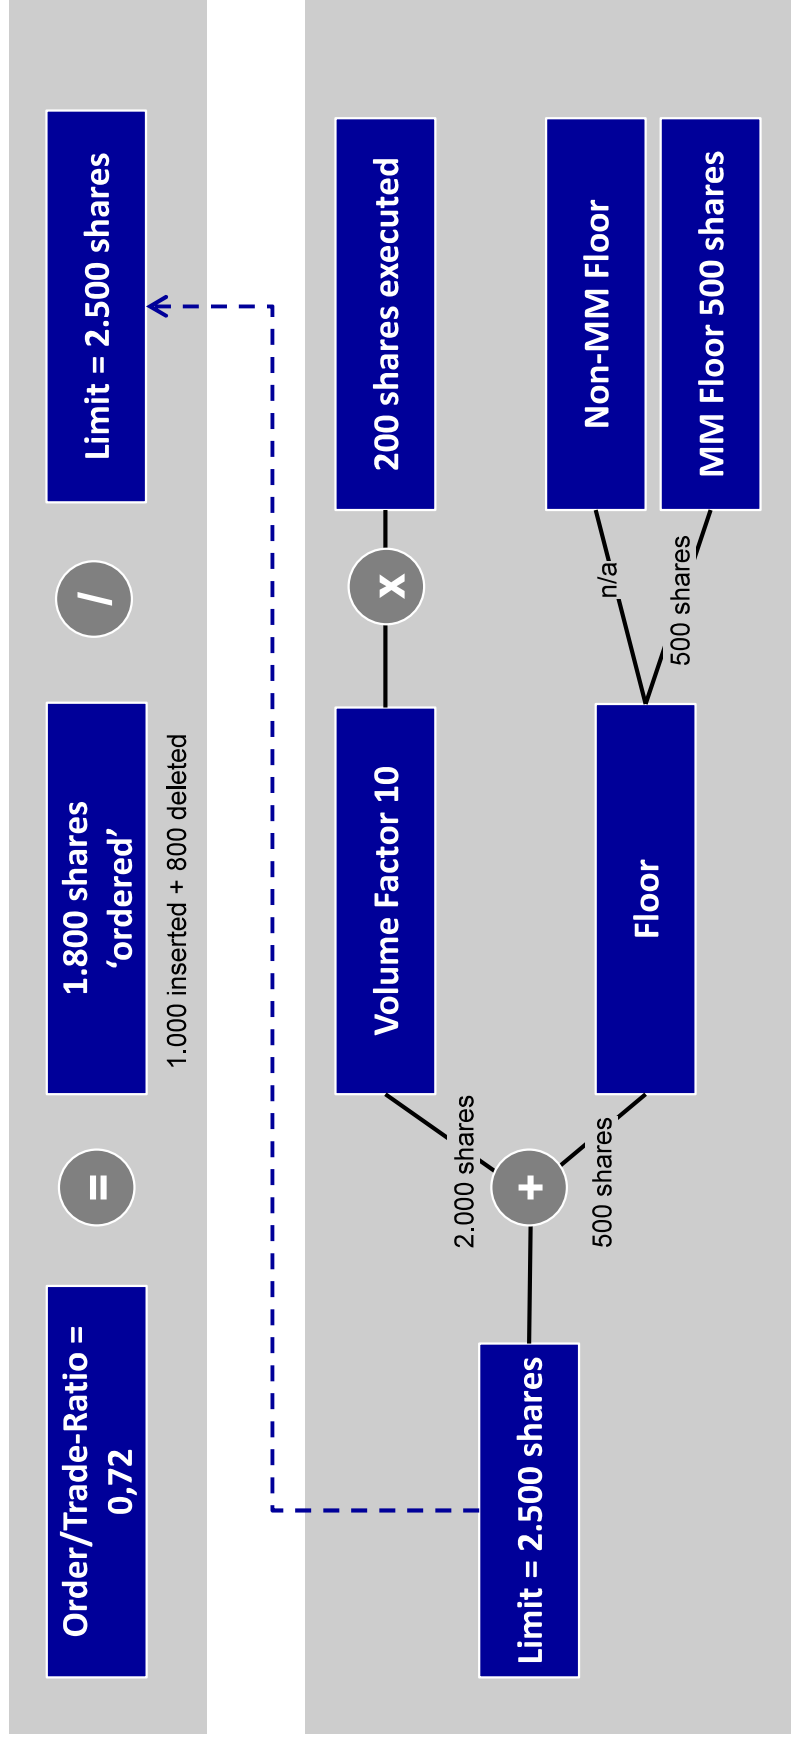 Order/Trade-Ratio =
0,72
=
1.800 shares
‘ordered’
1.000 inserted + 800 deleted
/
Limit = 2.500 shares
Limit = 2.500 shares
+
2.000 shares
500 shares
Volume Factor 10
x
200 shares executed
Floor
n/a
500 shares
Non-MM Floor
MM Floor 500 shares